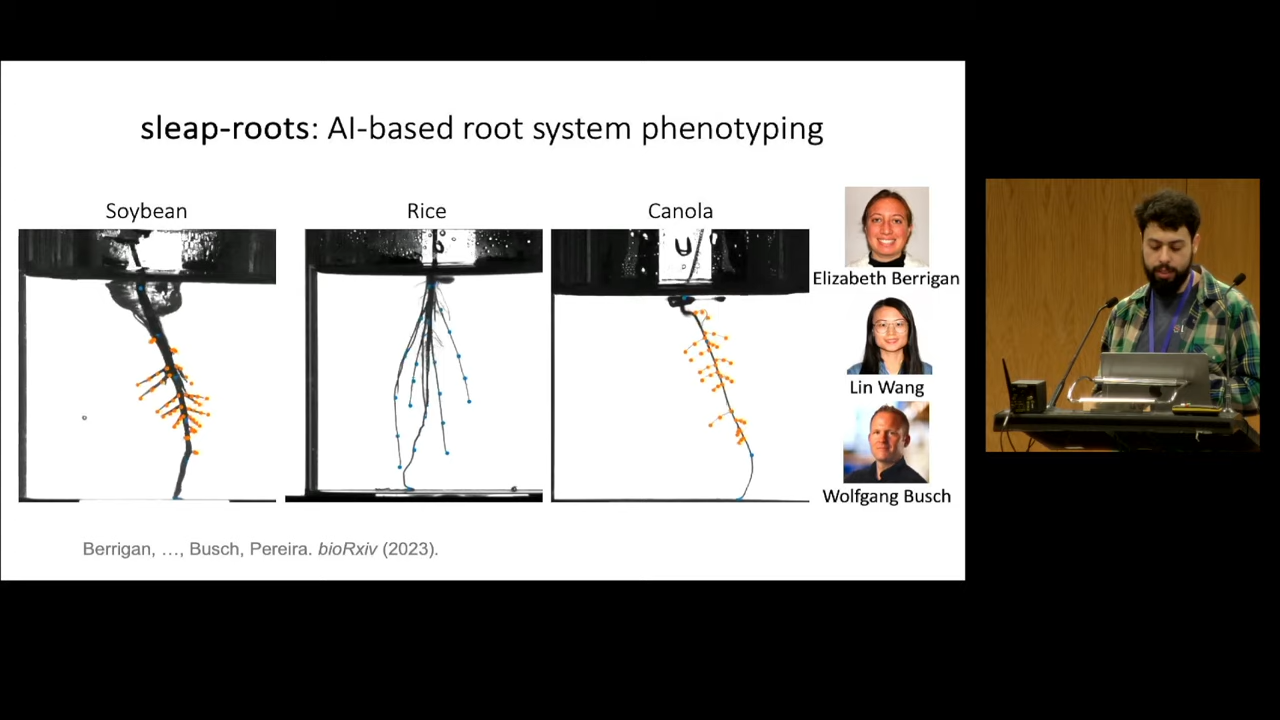 sleap-roots: AI-based root system phenotyping
Soybean
Rice
Canola
Elizabeth Berrigan
Lin Wang
Wolfgang Busch
Berrigan, …, Busch, Pereira. bioRxiv (2023).